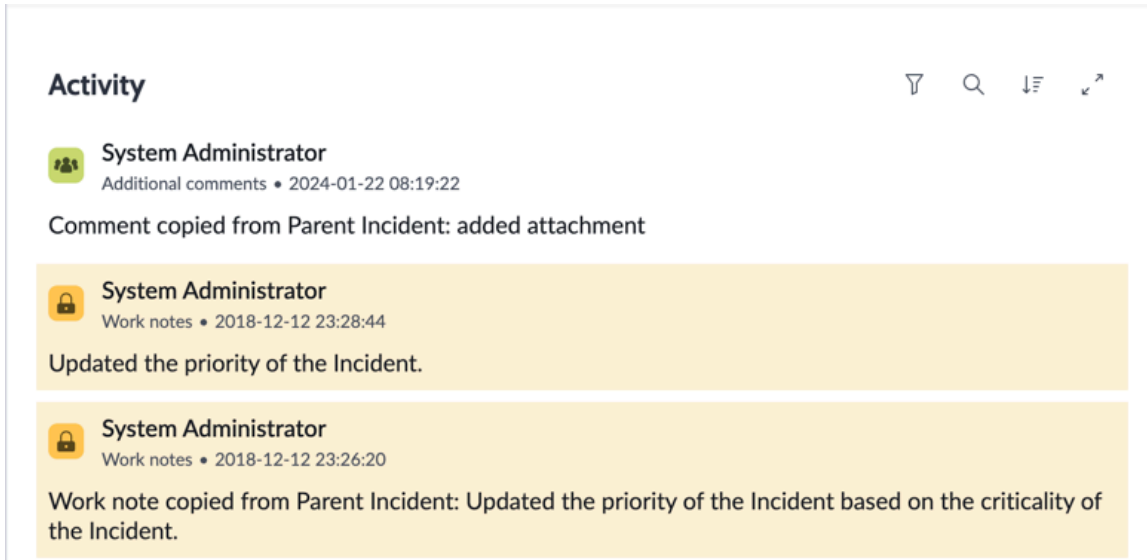 Activity
System Administrator
Additional comments • 2024-01-22 08:19:22
Comment copied from Parent Incident: added attachment
System Administrator
Work notes • 2018-12-12 23:28:44
Updated the priority of the Incident.
System Administrator
Work notes • 2018-12-12 23:26:20
Work note copied from Parent Incident: Updated the priority of the Incident based on the criticality of
the Incident.